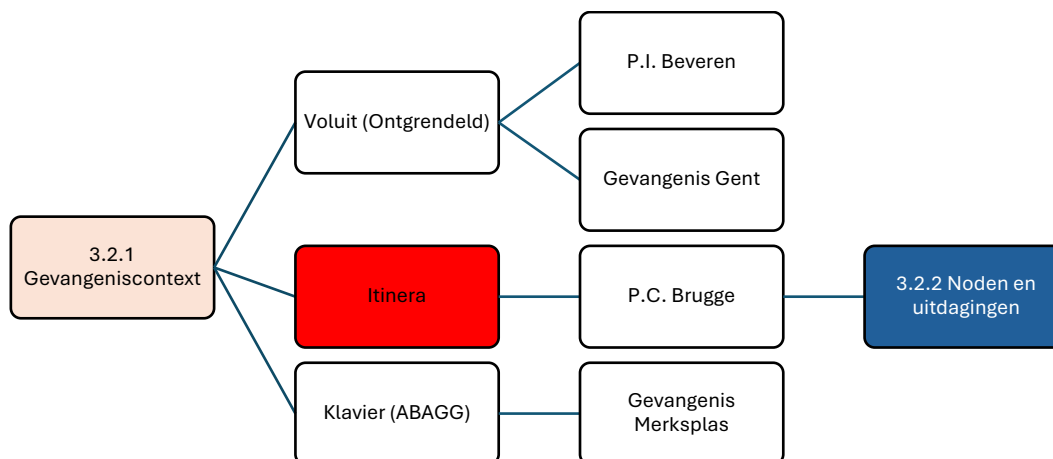 P.I. Beveren
Voluit (Ontgrendeld)
Gevangenis Gent
3.2.1
Gevangeniscontext
Itinera
P.C. Brugge
3.2.2 Noden en
uitdagingen
Klavier (ABAGG)
Gevangenis
Merksplas